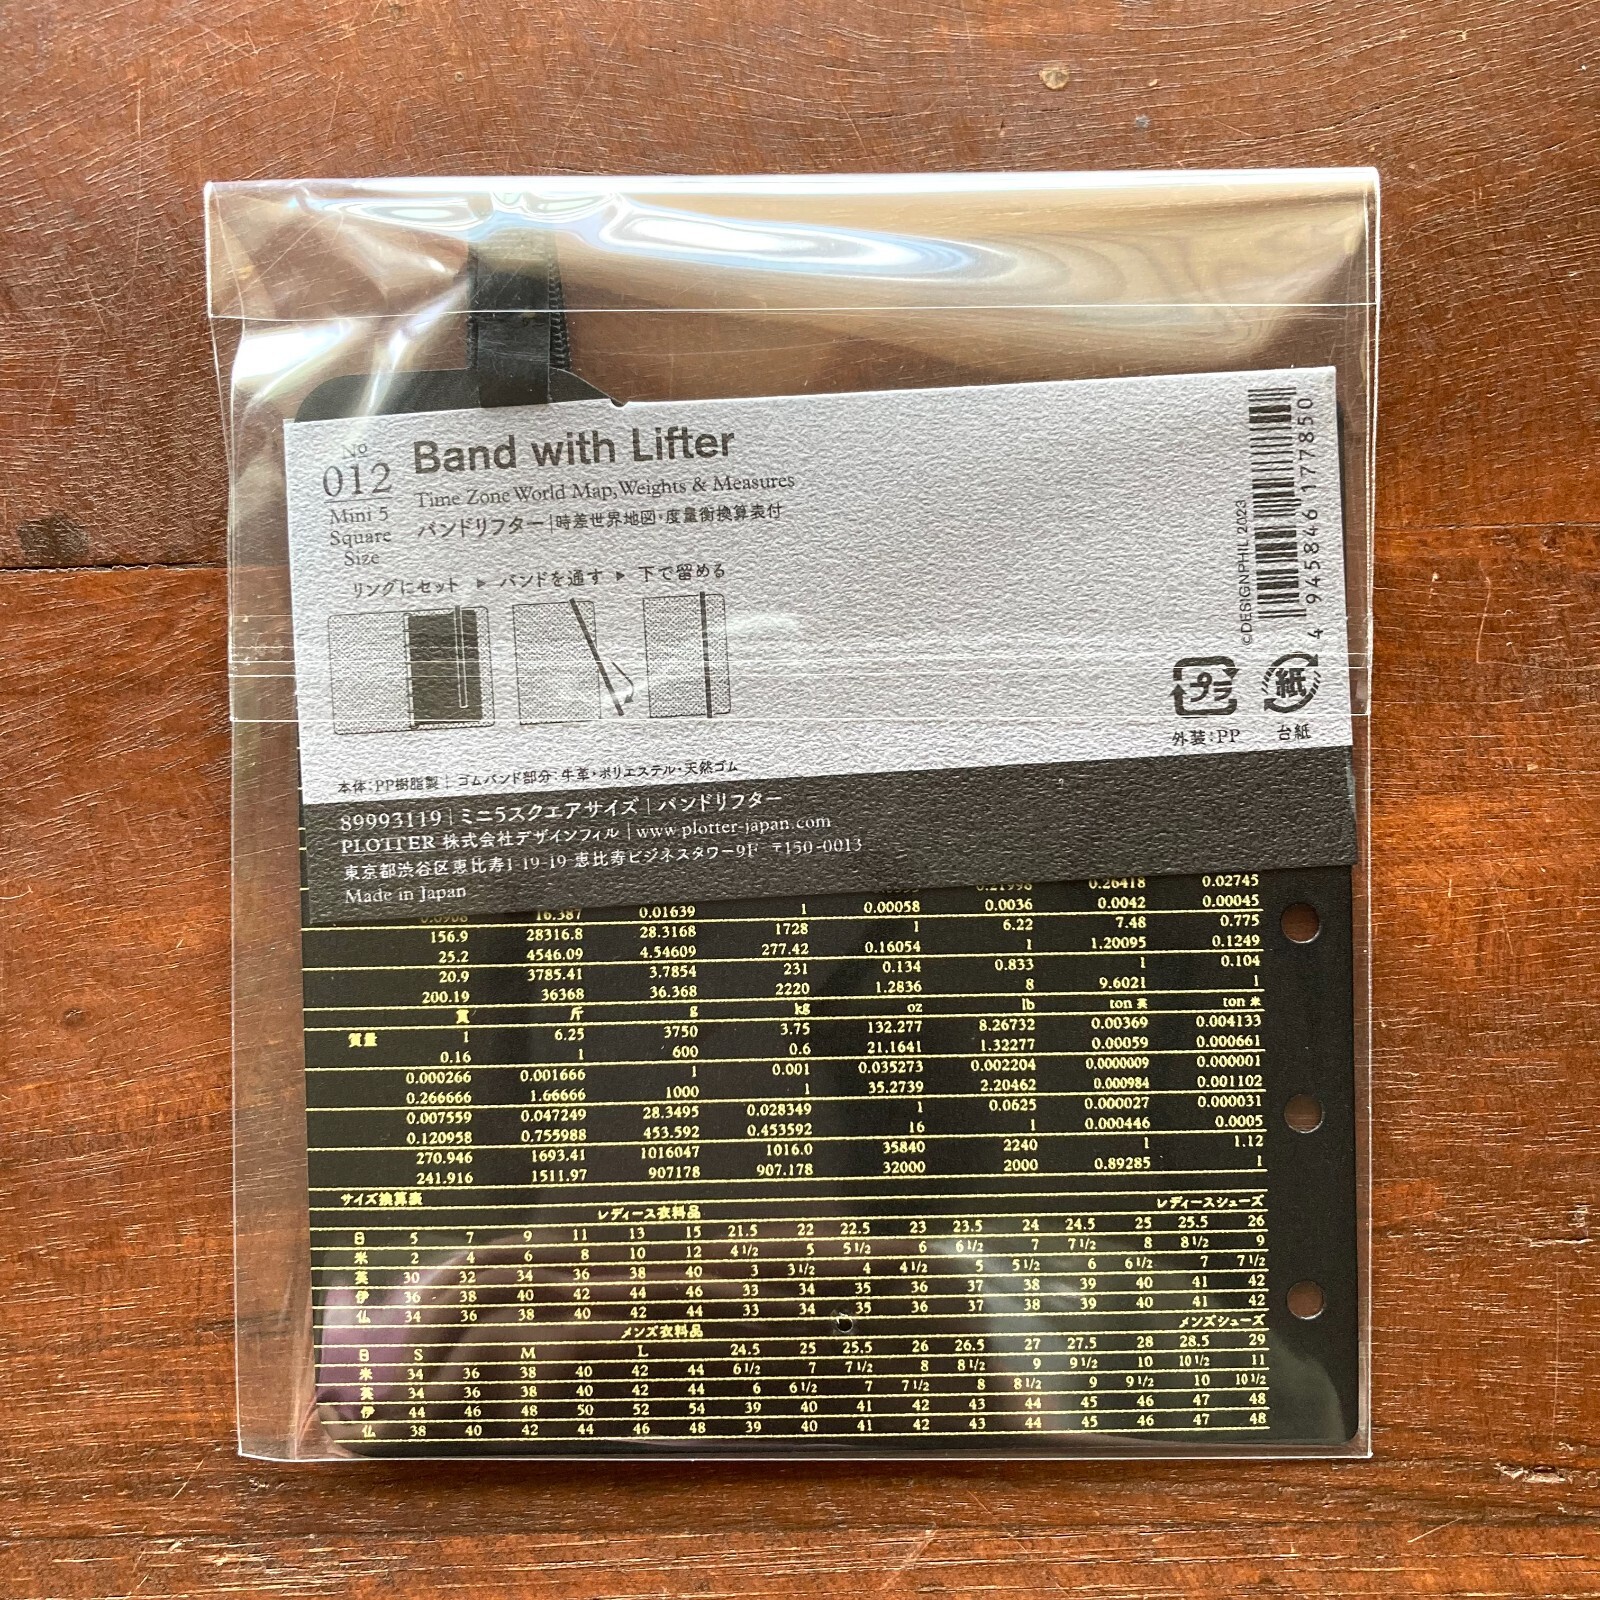 No
012
Mini 5
Square
Size
Band with Lifter
Time Zone World Map, Weights & Measures
バンドリフター|時差世界地図・度量衡換算表付
リングにセット ▶ バンドを通す ▶ 下で留める
©DESIGNPHIL 2023
4 945846 177850
プラ
外装:PP
紙
台紙
本体:PP樹脂製 | ゴムバンド部分:牛革・ポリエステル・天然ゴム
89993119 | ミニ5スクエアサイズ | バンドリフター
PLOTTER 株式会社デザインフィル | www.plotter-japan.com
東京都渋谷区恵比寿1-19-19 恵比寿ビジネスタワー9F 〒150-0013
Made in Japan
0.21998 0.26418 0.02745
0.0908 16.387 0.01639 1 0.00058 0.0036 0.0042 0.00045
156.9 28316.8 28.3168 1728 1 6.22 7.48 0.775
25.2 4546.09 4.54609 277.42 0.16054 1 1.20095 0.1249
20.9 3785.41 3.7854 231 0.134 0.833 1 0.104
200.19 36368 36.368 2220 1.2836 8 9.6021 1
貫 斤 g kg oz lb ton 英 ton 米
質量 1 6.25 3750 3.75 132.277 8.26732 0.00369 0.004133
0.16 1 600 0.6 21.1641 1.32277 0.00059 0.000661
0.000266 0.001666 1 0.001 0.035273 0.002204 0.0000009 0.000001
0.266666 1.66666 1000 1 35.2739 2.20462 0.000984 0.001102
0.007559 0.047249 28.3495 0.028349 1 0.0625 0.000027 0.000031
0.120958 0.755988 453.592 0.453592 16 1 0.000446 0.0005
270.946 1693.41 1016047 1016.0 35840 2240 1 1.12
241.916 1511.97 907178 907.178 32000 2000 0.89285 1
サイズ換算表
レディース衣料品 レディースシューズ
日 5 7 9 11 13 15 21.5 22 22.5 23 23.5 24 24.5 25 25.5 26
米 2 4 6 8 10 12 4 1/2 5 5 1/2 6 6 1/2 7 7 1/2 8 8 1/2 9
英 30 32 34 36 38 40 3 3 1/2 4 4 1/2 5 5 1/2 6 6 1/2 7 7 1/2
伊 36 38 40 42 44 46 33 34 35 36 37 38 39 40 41 42
仏 34 36 38 40 42 44 33 34 35 36 37 38 39 40 41 42
メンズ衣料品 メンズシューズ
日 S M L 24.5 25 25.5 26 26.5 27 27.5 28 28.5 29
米 34 36 38 40 42 44 6 1/2 7 7 1/2 8 8 1/2 9 9 1/2 10 10 1/2 11
英 34 36 38 40 42 44 6 6 1/2 7 7 1/2 8 8 1/2 9 9 1/2 10 10 1/2
伊 44 46 48 50 52 54 39 40 41 42 43 44 45 46 47 48
仏 38 40 42 44 46 48 39 40 41 42 43 44 45 46 47 48